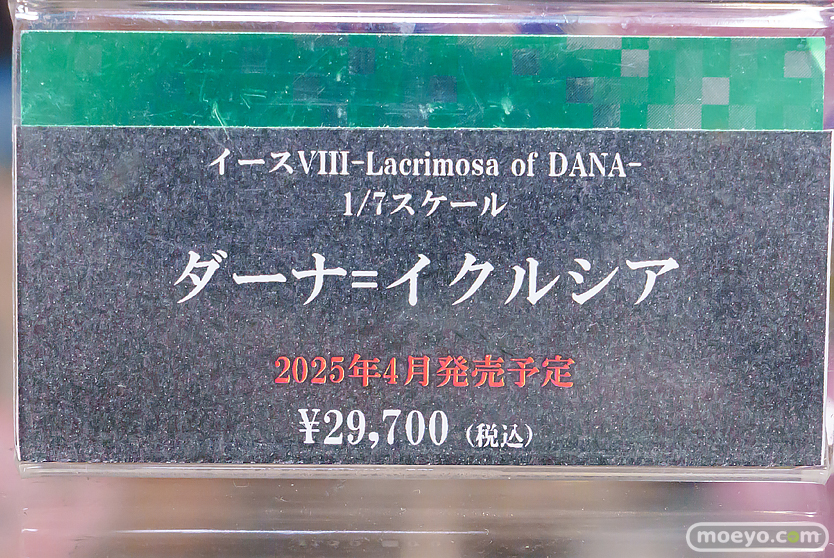 イースVIII-Lacrimosa of DANA-
1/7スケール
ダーナ=イクルシア
2025年4月発売予定
¥29,700（税込）
moeyo.com